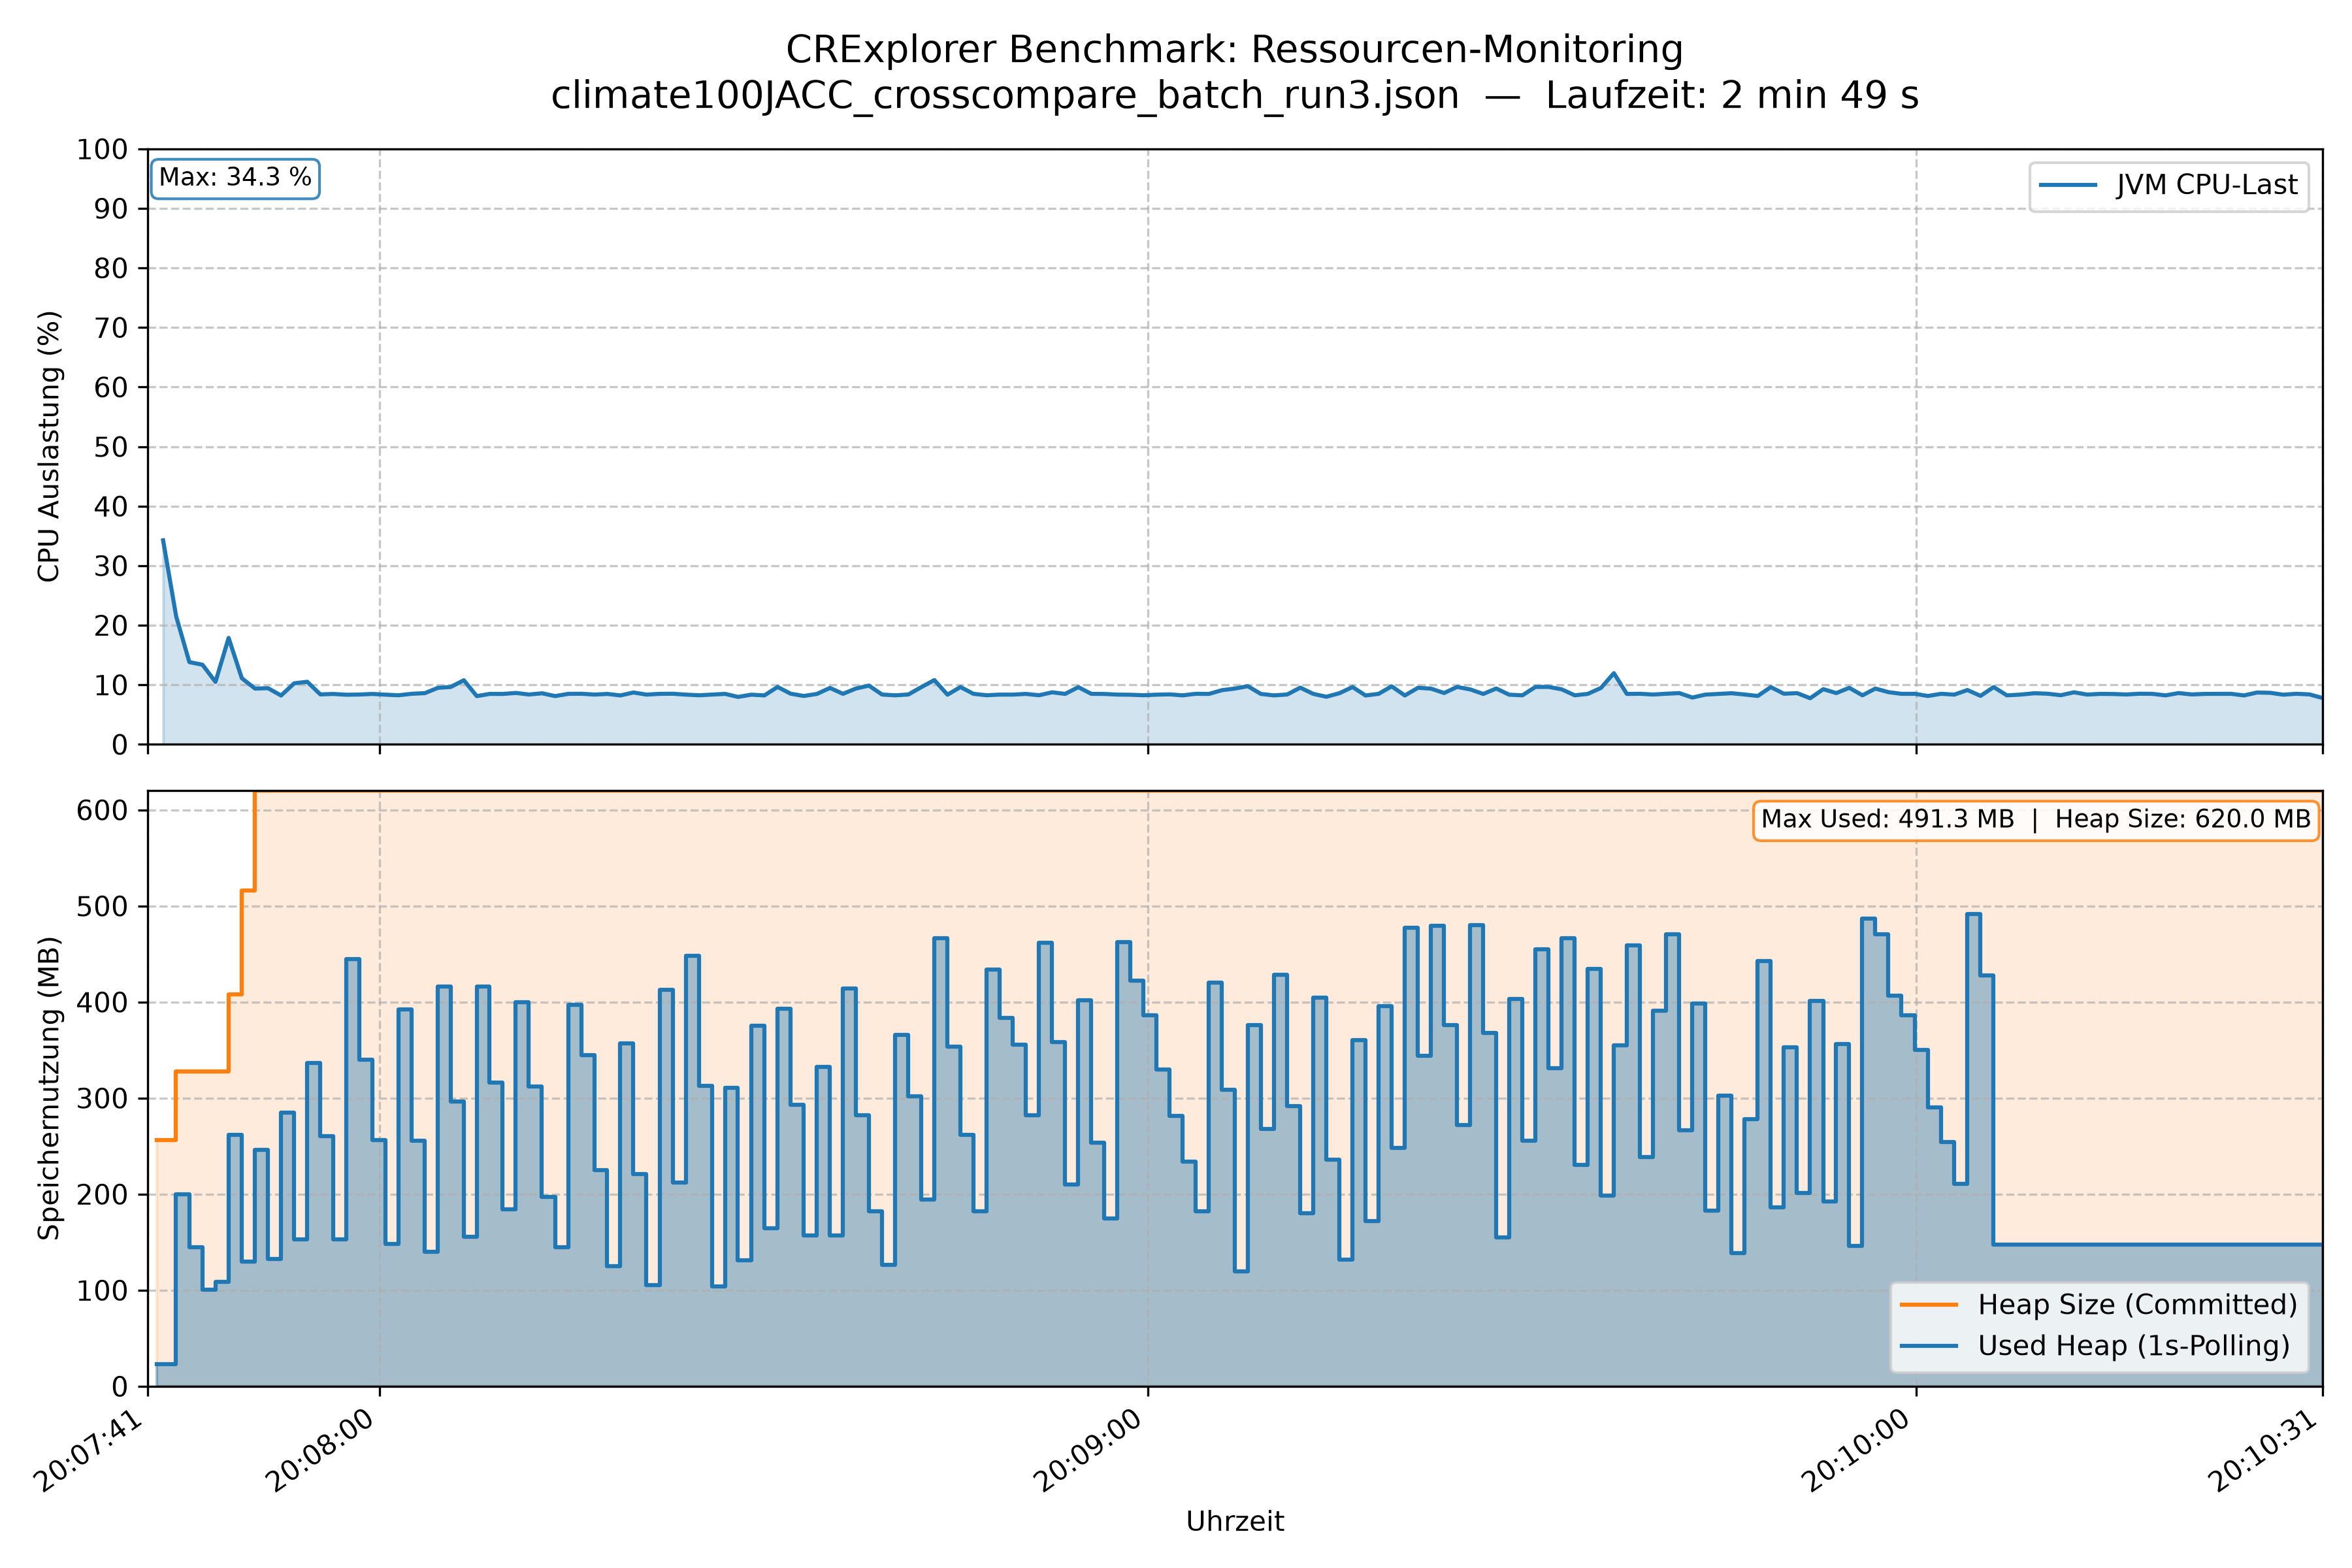 CRExplorer Benchmark: Ressourcen-Monitoring
climate100JACC_crosscompare_batch_run3.json — Laufzeit: 2 min 49 s
Max: 34.3 %
JVM CPU-Last
CPU Auslastung (%)
100
90
80
70
60
50
40
30
20
10
0
Max Used: 491.3 MB | Heap Size: 620.0 MB
Speichernutzung (MB)
600
500
400
300
200
100
0
Heap Size (Committed)
Used Heap (1s-Polling)
20:07:41
20:08:00
20:09:00
20:10:00
20:10:31
Uhrzeit